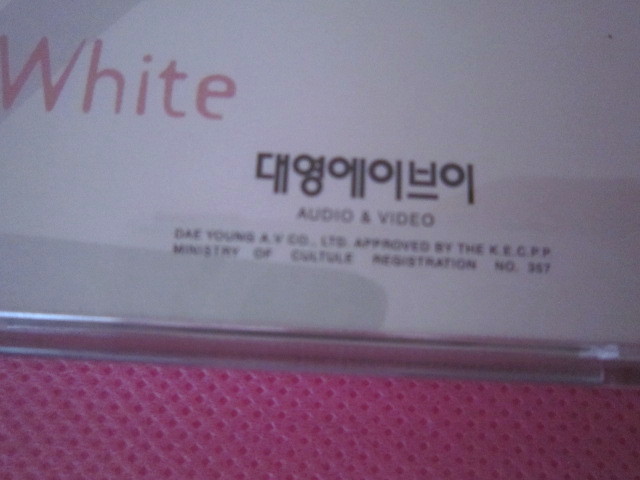 White
대영에이브이
AUDIO & VIDEO
DAE YOUNG A.V CO., LTD. APPROVED BY THE K.E.C.P.P
MINISTRY OF CULTULE REGISTRATION NO. 357